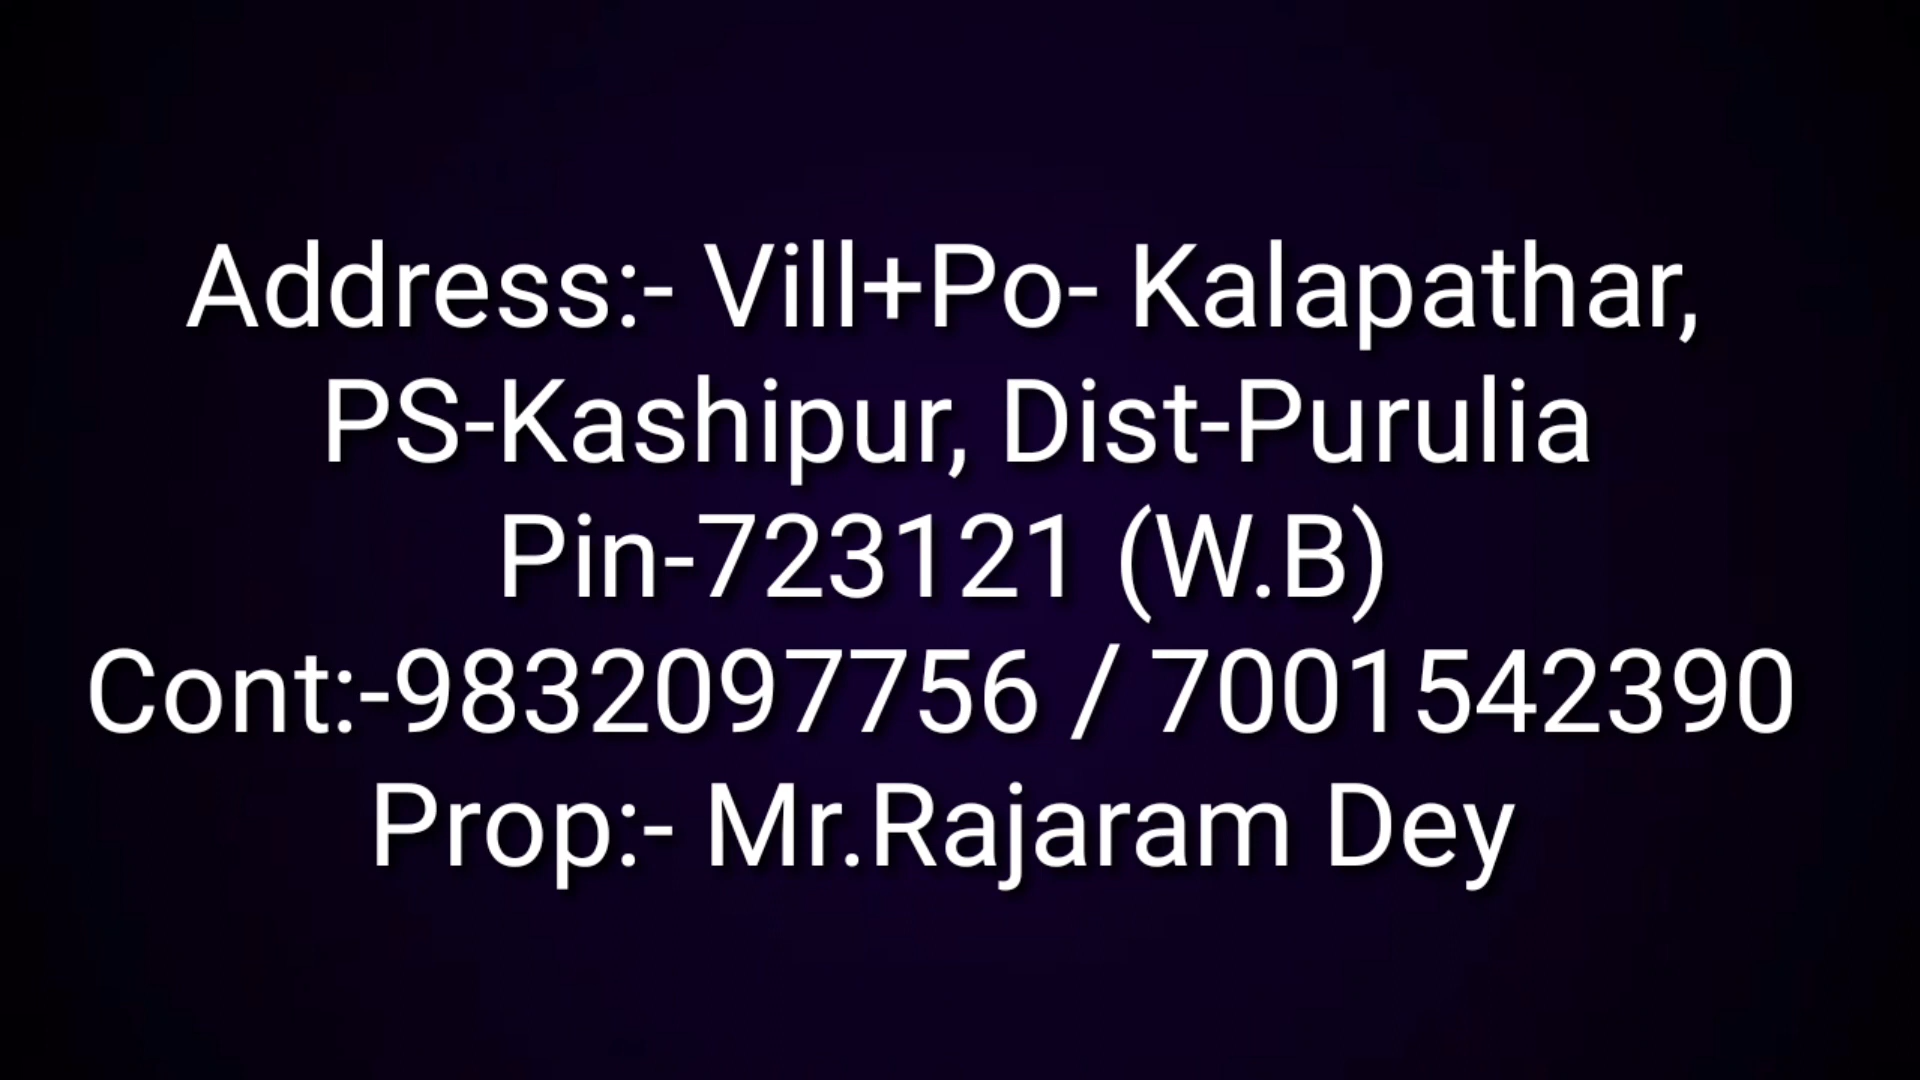 Address:- Vill+Po- Kalapathar,
PS-Kashipur, Dist-Purulia
Pin-723121 (W.B)
Cont:-9832097756 / 7001542390
Prop:- Mr.Rajaram Dey